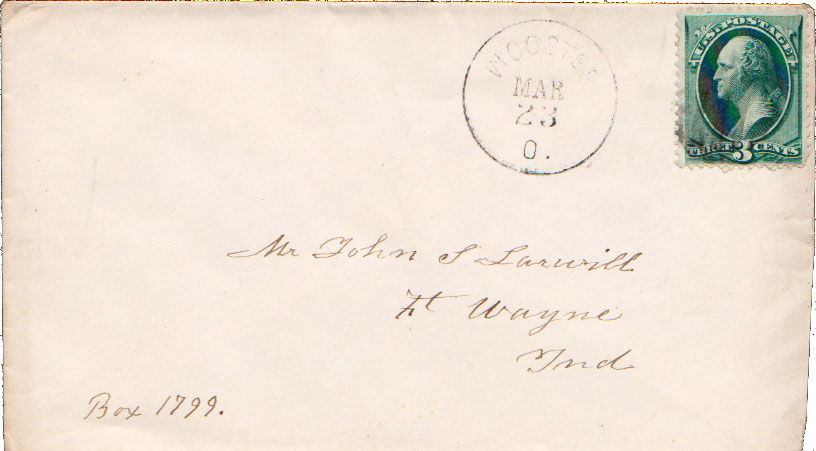 WOOSTER
MAR
23
O.
U.S. POSTAGE
THREE 3 CENTS
Mr John S Larwill
Ft Wayne
Ind
Box 1799.